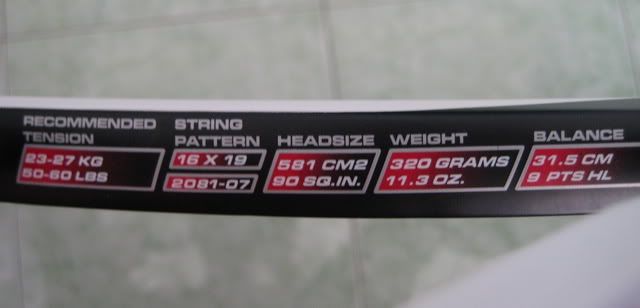 RECOMMENDED
TENSION
23-27 KG
50-60 LBS
STRING
PATTERN
16 X 19
2081-07
HEADSIZE
581 CM2
90 SQ.IN.
WEIGHT
320 GRAMS
11.3 OZ.
BALANCE
31.5 CM
9 PTS HL